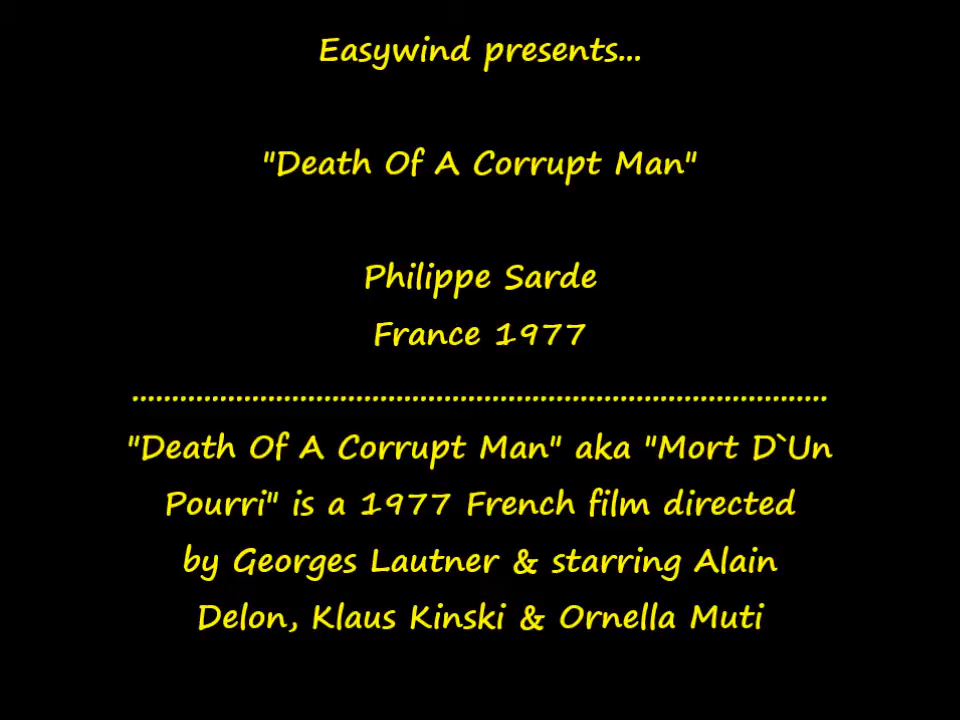 Easywind presents...
"Death Of A Corrupt Man"
Philippe Sarde
France 1977
.......................................................................................
"Death Of A Corrupt Man" aka "Mort D`Un
Pourri" is a 1977 French film directed
by Georges Lautner & starring Alain
Delon, Klaus Kinski & Ornella Muti